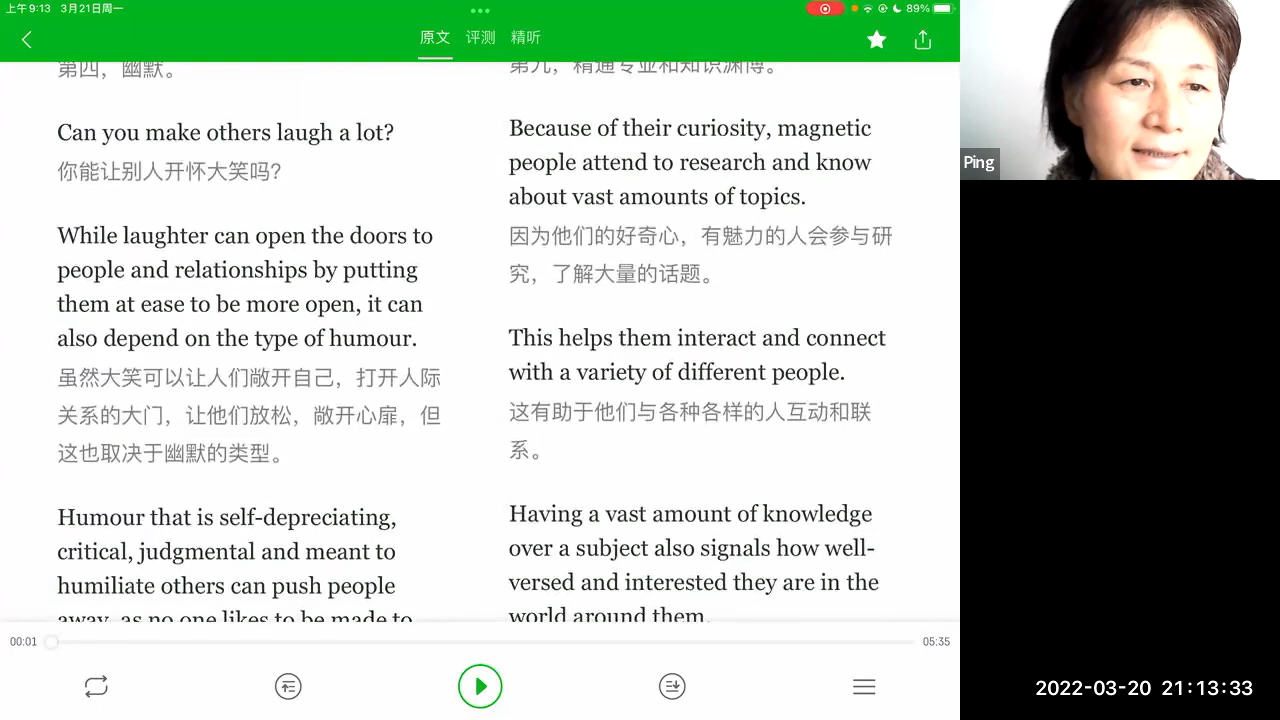 上午9:13 3月21日周一
89%
原文 评测 精听
第四，幽默。
Can you make others laugh a lot?
你能让别人开怀大笑吗？
While laughter can open the doors to
people and relationships by putting
them at ease to be more open, it can
also depend on the type of humour.
虽然大笑可以让人们敞开自己，打开人际
关系的大门，让他们放松，敞开心扉，但
这也取决于幽默的类型。
Humour that is self-depreciating,
critical, judgmental and meant to
humiliate others can push people
away, as no one likes to be made to
第九，精通专业和知识渊博。
Because of their curiosity, magnetic
people attend to research and know
about vast amounts of topics.
因为他们的好奇心，有魅力的人会参与研
究，了解大量的话题。
This helps them interact and connect
with a variety of different people.
这有助于他们与各种各样的人互动和联
系。
Having a vast amount of knowledge
over a subject also signals how well-
versed and interested they are in the
world around them.
00:01
05:35
Ping
2022-03-20 21:13:33